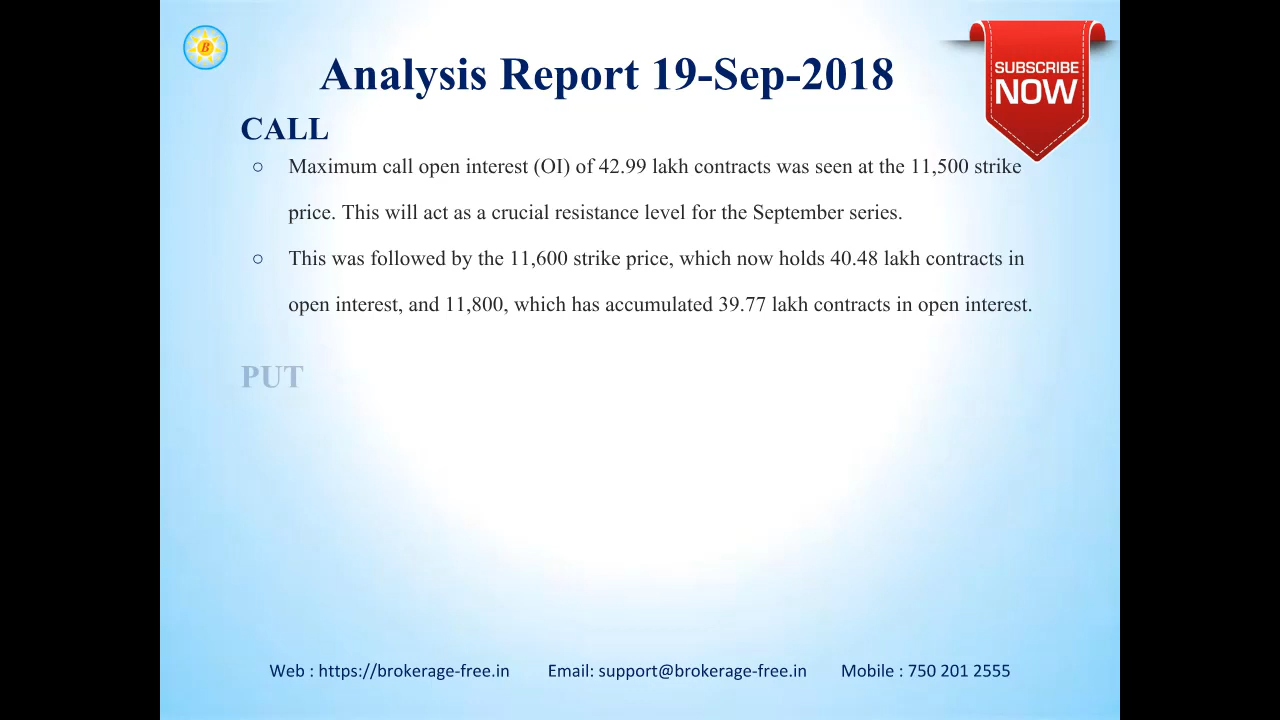 B
Analysis Report 19-Sep-2018
SUBSCRIBE
NOW
CALL
○ Maximum call open interest (OI) of 42.99 lakh contracts was seen at the 11,500 strike
price. This will act as a crucial resistance level for the September series.
○ This was followed by the 11,600 strike price, which now holds 40.48 lakh contracts in
open interest, and 11,800, which has accumulated 39.77 lakh contracts in open interest.
PUT
Web : https://brokerage-free.in Email: support@brokerage-free.in Mobile : 750 201 2555